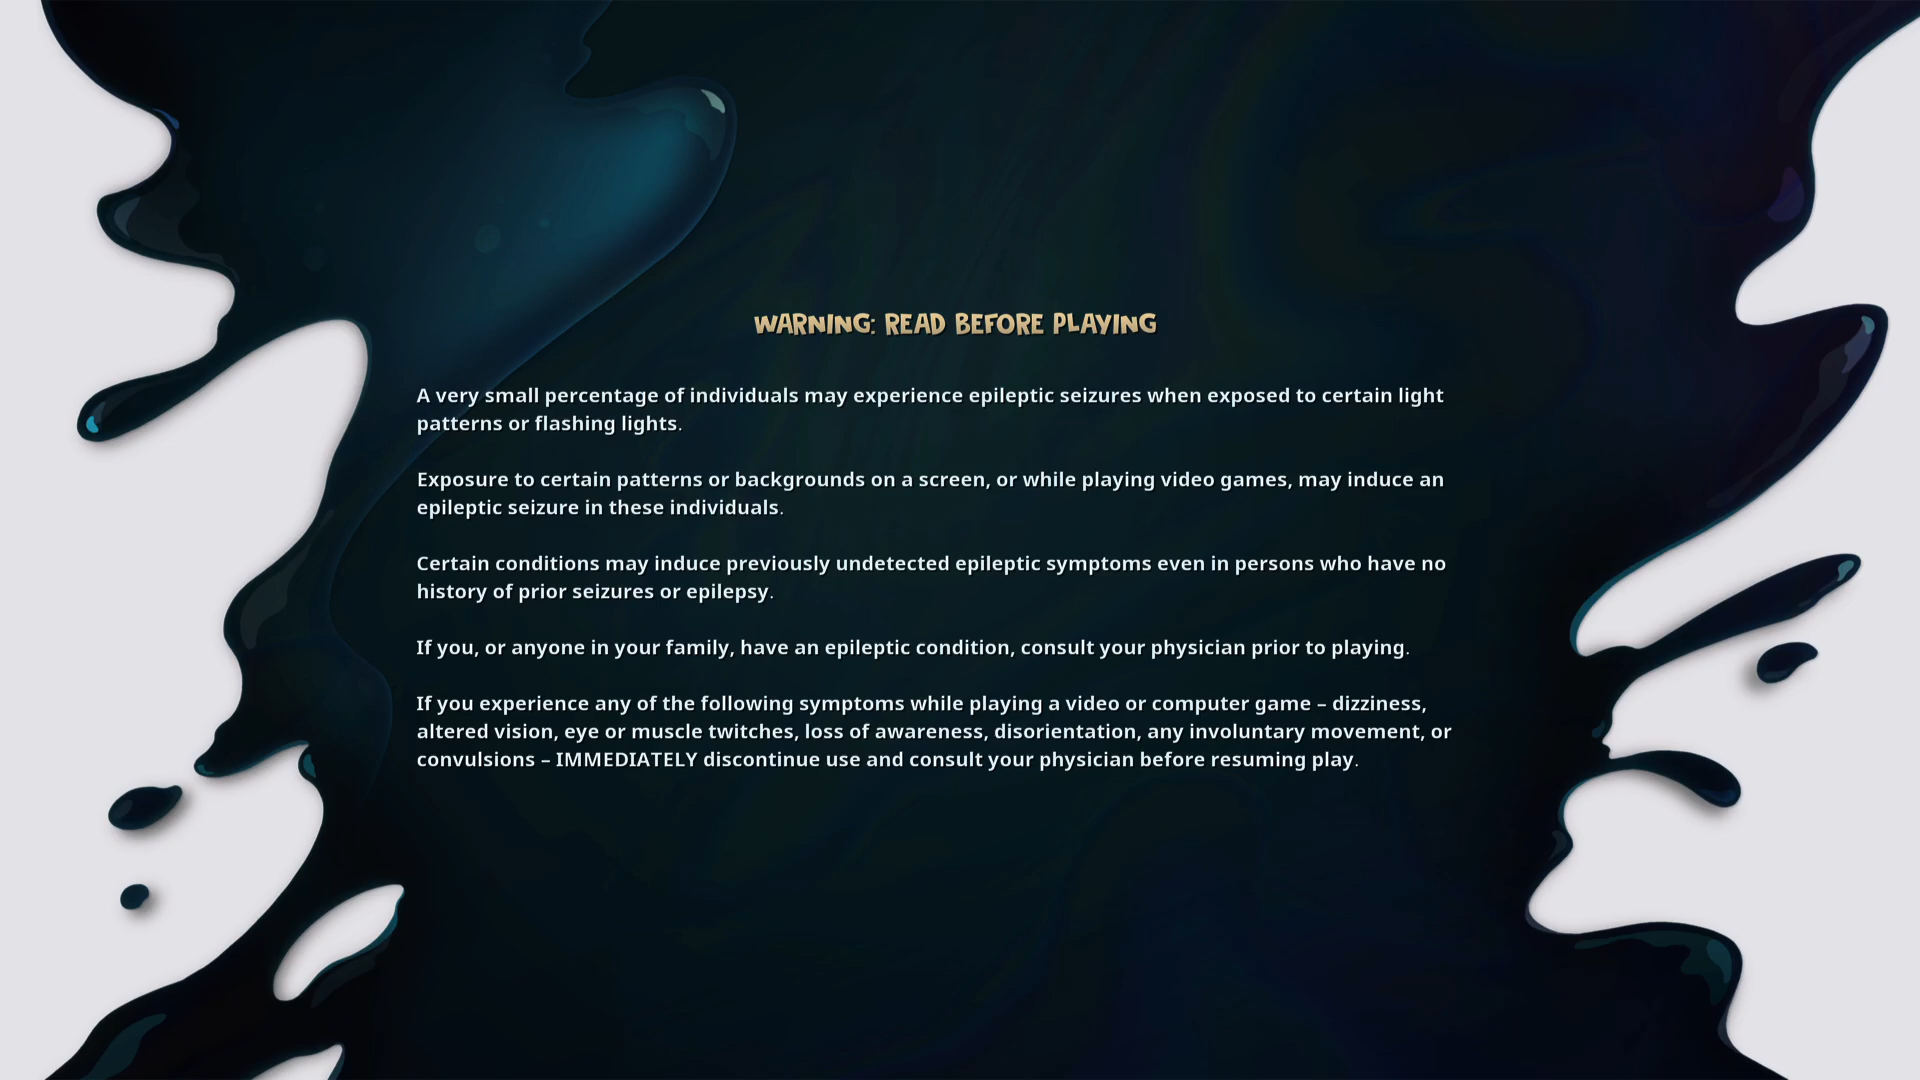 WARNING: READ BEFORE PLAYING
A very small percentage of individuals may experience epileptic seizures when exposed to certain light
patterns or flashing lights.
Exposure to certain patterns or backgrounds on a screen, or while playing video games, may induce an
epileptic seizure in these individuals.
Certain conditions may induce previously undetected epileptic symptoms even in persons who have no
history of prior seizures or epilepsy.
If you, or anyone in your family, have an epileptic condition, consult your physician prior to playing.
If you experience any of the following symptoms while playing a video or computer game – dizziness,
altered vision, eye or muscle twitches, loss of awareness, disorientation, any involuntary movement, or
convulsions – IMMEDIATELY discontinue use and consult your physician before resuming play.